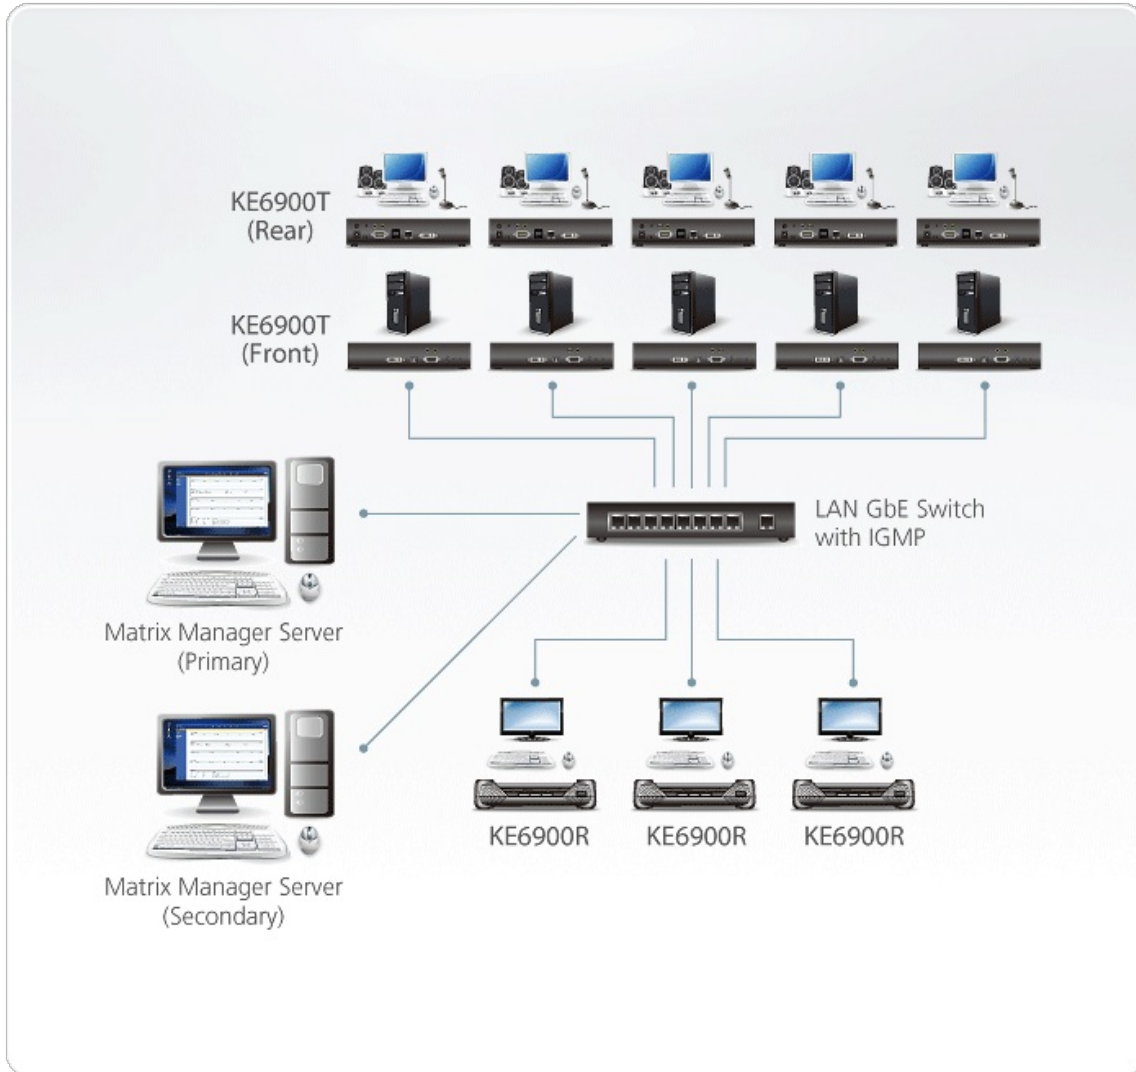 KE6900T
(Rear)
KE6900T
(Front)
LAN GbE Switch
with IGMP
Matrix Manager Server
(Primary)
KE6900R
KE6900R
KE6900R
Matrix Manager Server
(Secondary)